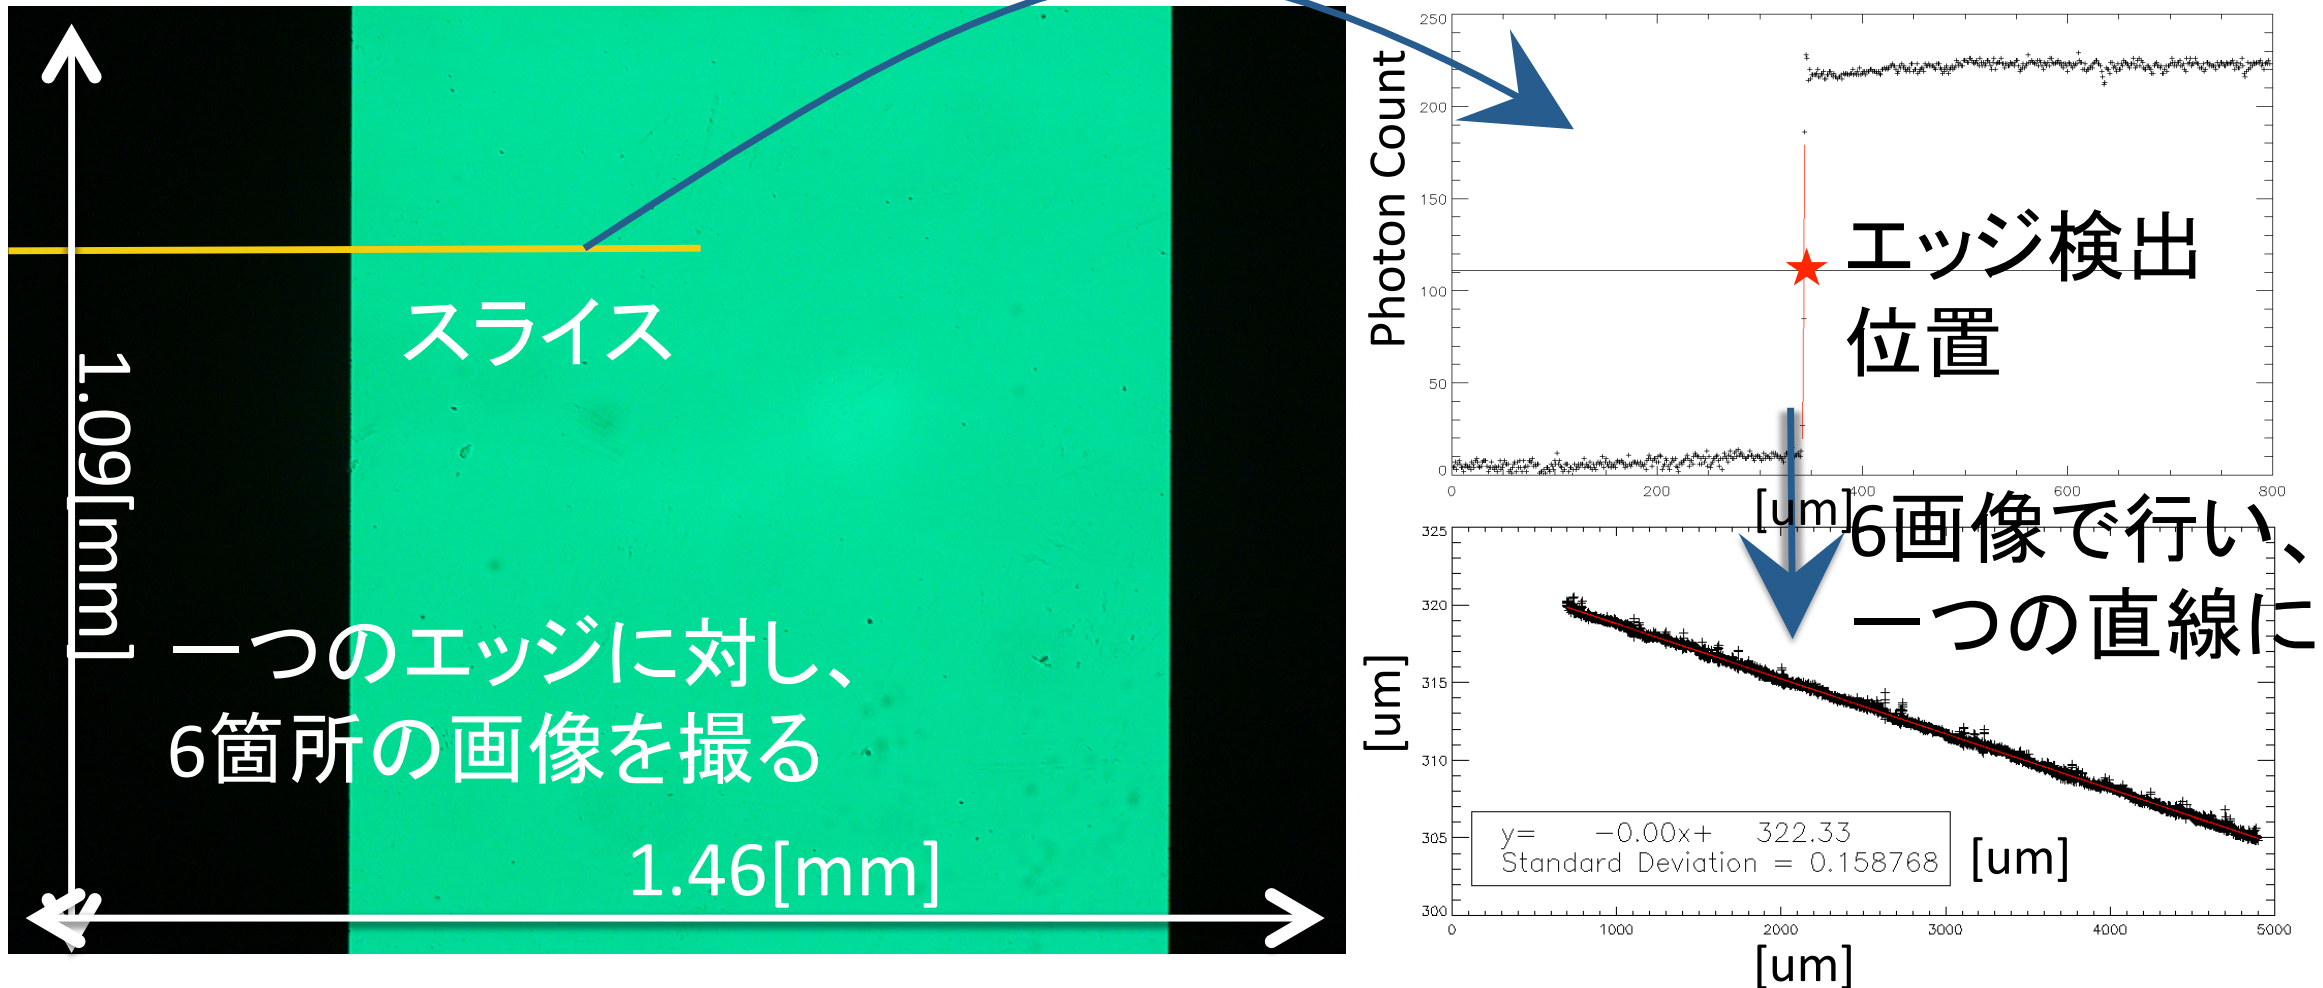 1.09[mm]
スライス
一つのエッジに対し、
6箇所の画像を撮る
1.46[mm]
Photon Count
250
200
150
100
50
0
0 200 400 600 800
[um]
エッジ検出
位置
6画像で行い、
一つの直線に
[um]
325
320
315
310
305
300
y= −0.00x+ 322.33
Standard Deviation = 0.158768
[um]
0 1000 2000 3000 4000 5000
[um]